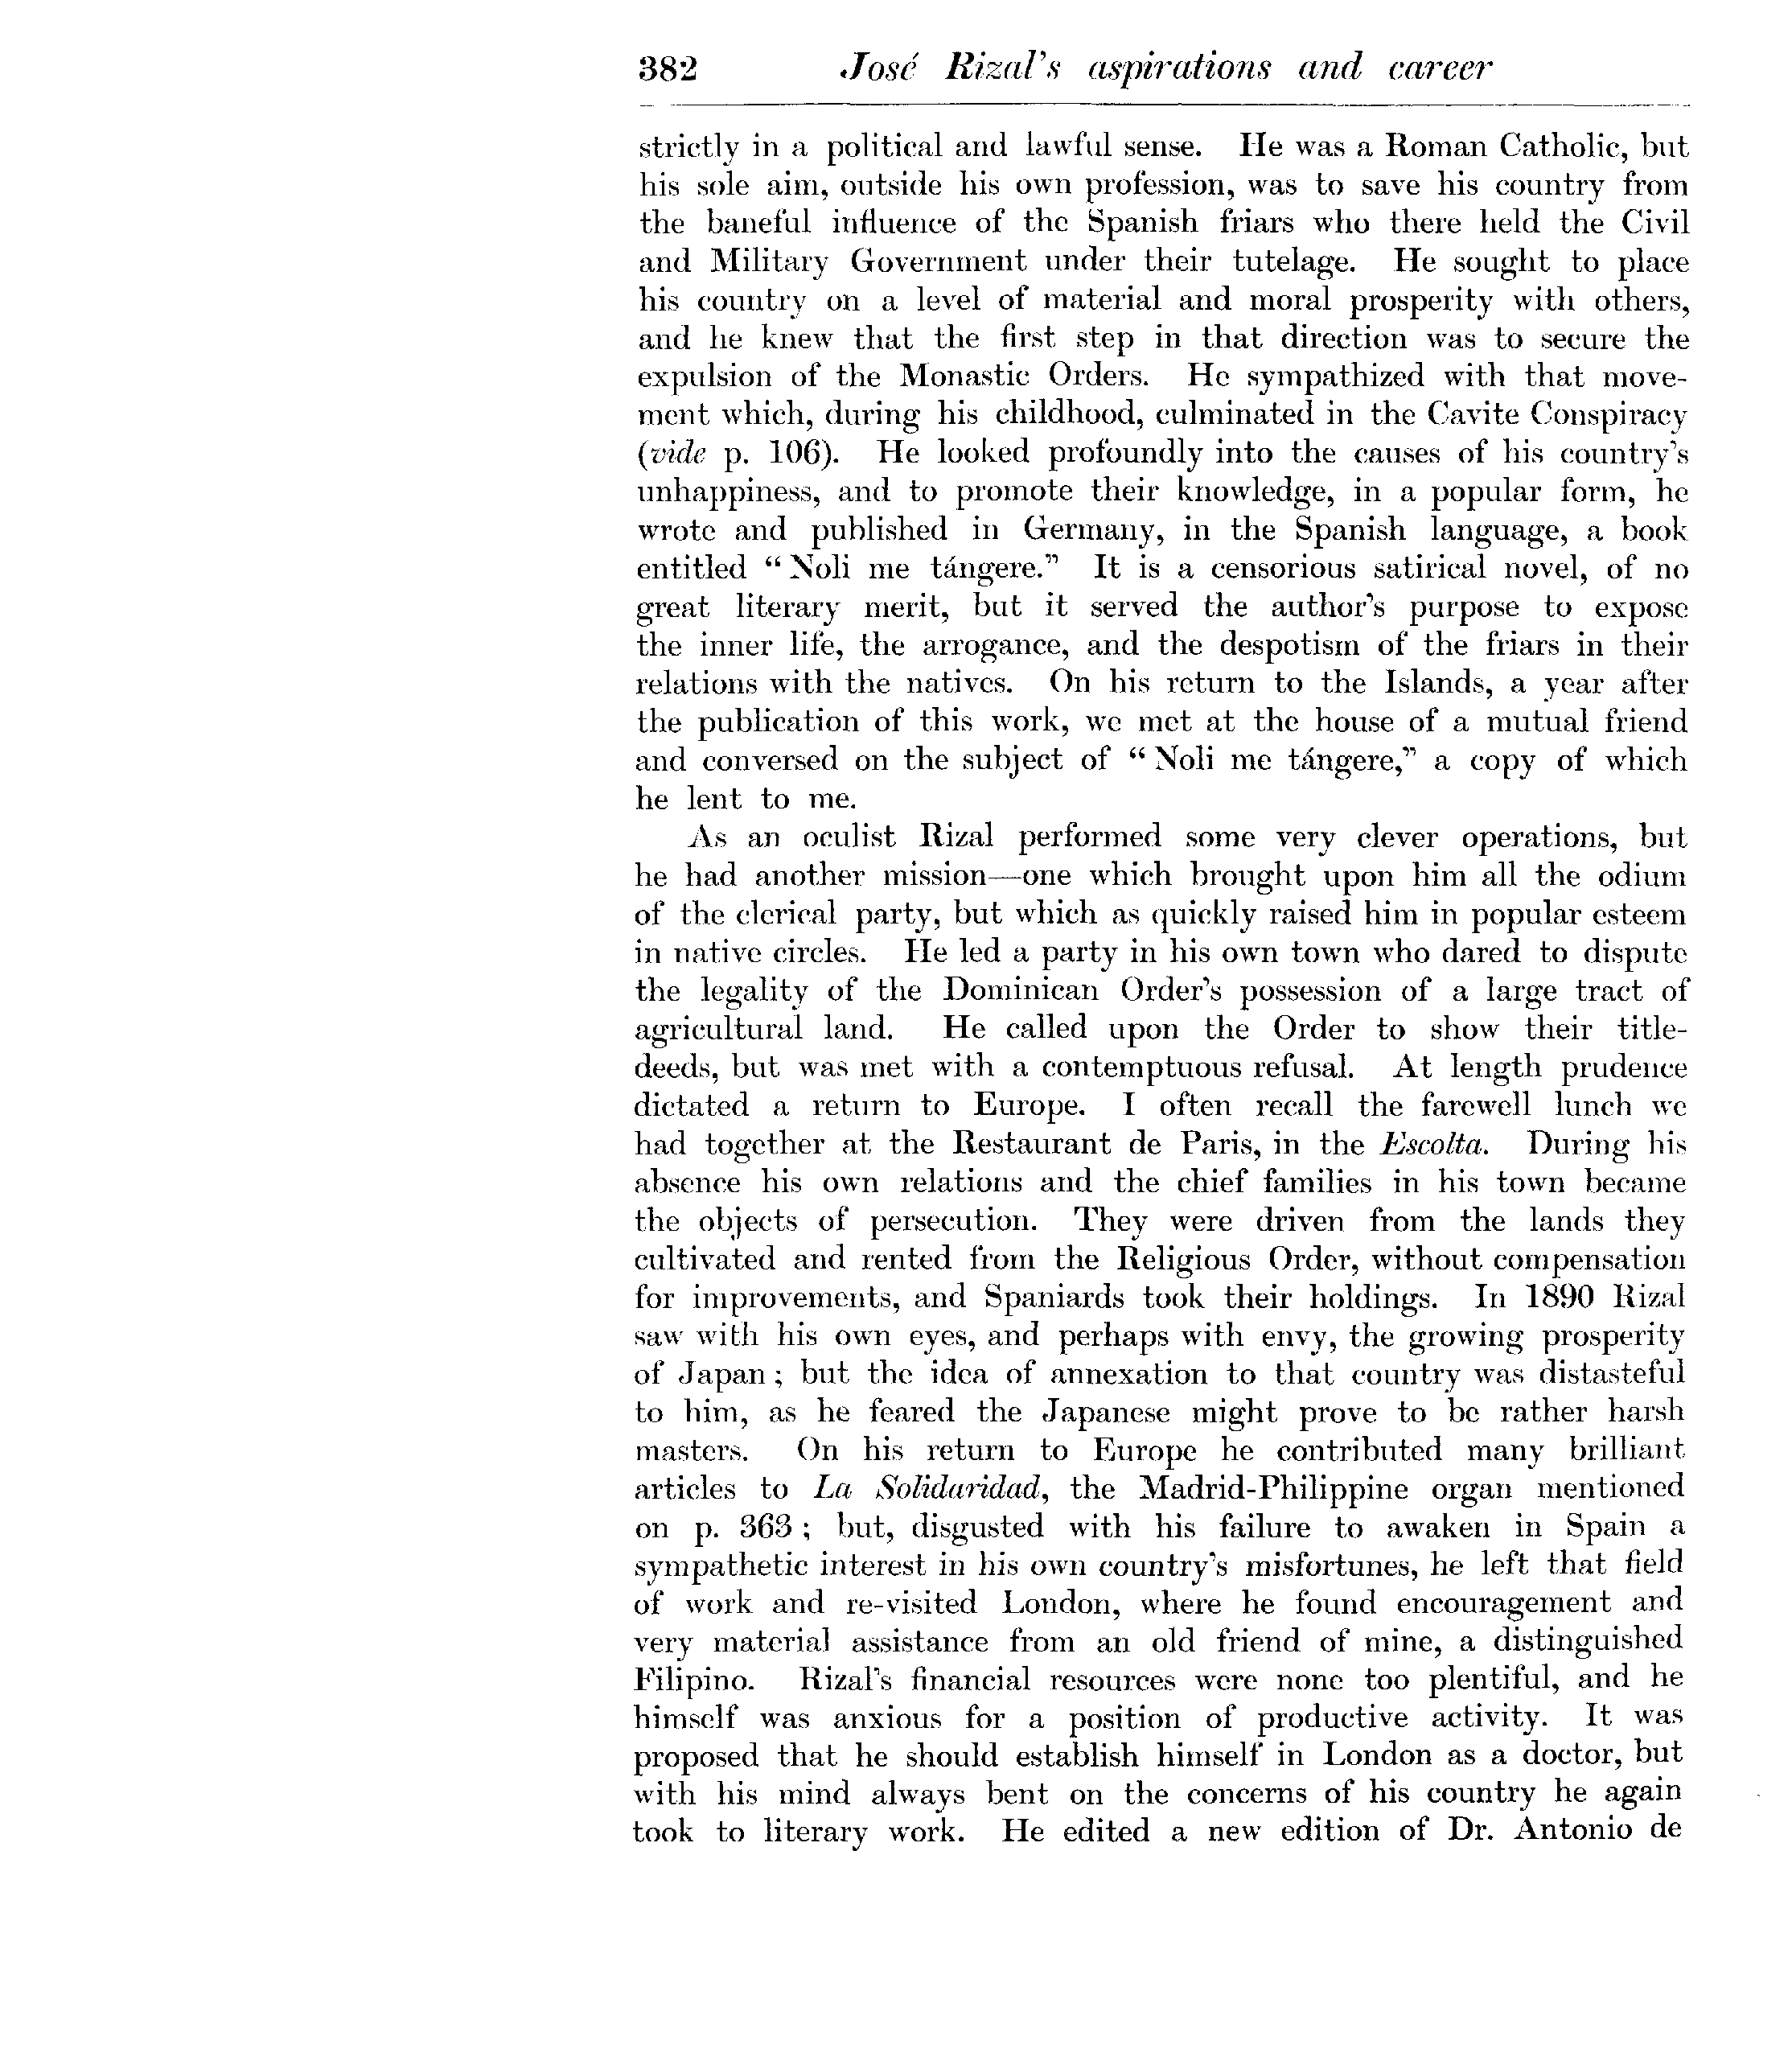 382 José Rizal's aspirations and career
strictly in a political and lawful sense. He was a Roman Catholic, but
his sole aim, outside his own profession, was to save his country from
the baneful influence of the Spanish friars who there held the Civil
and Military Government under their tutelage. He sought to place
his country on a level of material and moral prosperity with others,
and he knew that the first step in that direction was to secure the
expulsion of the Monastic Orders. He sympathized with that move-
ment which, during his childhood, culminated in the Cavite Conspiracy
(vide p. 106). He looked profoundly into the causes of his country's
unhappiness, and to promote their knowledge, in a popular form, he
wrote and published in Germany, in the Spanish language, a book
entitled “Noli me tángere.” It is a censorious satirical novel, of no
great literary merit, but it served the author's purpose to expose
the inner life, the arrogance, and the despotism of the friars in their
relations with the natives. On his return to the Islands, a year after
the publication of this work, we met at the house of a mutual friend
and conversed on the subject of “Noli me tángere,” a copy of which
he lent to me.
As an oculist Rizal performed some very clever operations, but
he had another mission—one which brought upon him all the odium
of the clerical party, but which as quickly raised him in popular esteem
in native circles. He led a party in his own town who dared to dispute
the legality of the Dominican Order's possession of a large tract of
agricultural land. He called upon the Order to show their title-
deeds, but was met with a contemptuous refusal. At length prudence
dictated a return to Europe. I often recall the farewell lunch we
had together at the Restaurant de Paris, in the Escolta. During his
absence his own relations and the chief families in his town became
the objects of persecution. They were driven from the lands they
cultivated and rented from the Religious Order, without compensation
for improvements, and Spaniards took their holdings. In 1890 Rizal
saw with his own eyes, and perhaps with envy, the growing prosperity
of Japan; but the idea of annexation to that country was distasteful
to him, as he feared the Japanese might prove to be rather harsh
masters. On his return to Europe he contributed many brilliant
articles to La Solidaridad, the Madrid-Philippine organ mentioned
on p. 363; but, disgusted with his failure to awaken in Spain a
sympathetic interest in his own country's misfortunes, he left that field
of work and re-visited London, where he found encouragement and
very material assistance from an old friend of mine, a distinguished
Filipino. Rizal's financial resources were none too plentiful, and he
himself was anxious for a position of productive activity. It was
proposed that he should establish himself in London as a doctor, but
with his mind always bent on the concerns of his country he again
took to literary work. He edited a new edition of Dr. Antonio de